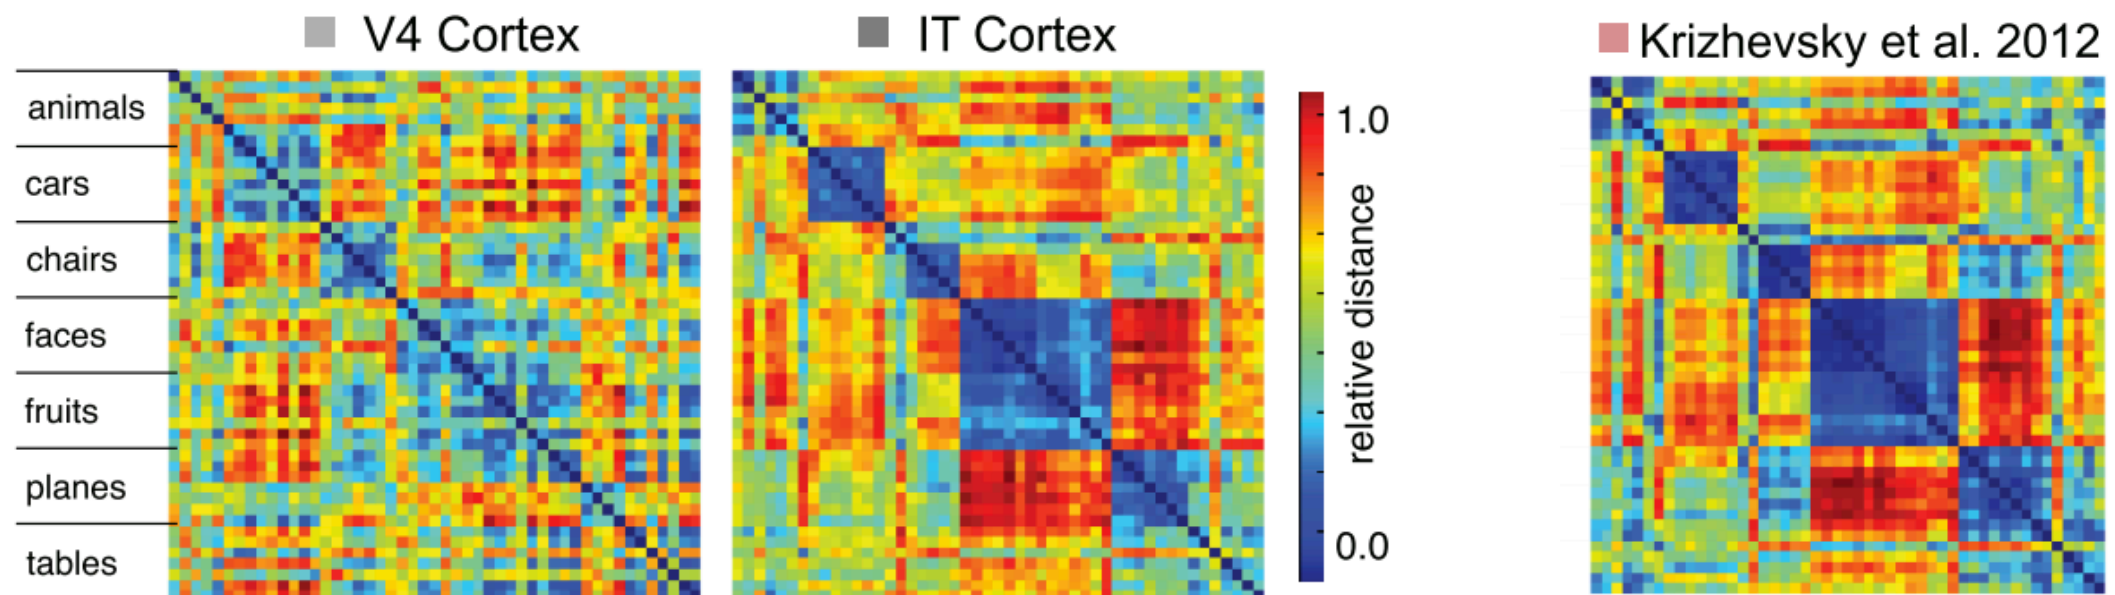 V4 Cortex
IT Cortex
Krizhevsky et al. 2012
animals
cars
chairs
faces
fruits
planes
tables
1.0
relative distance
0.0